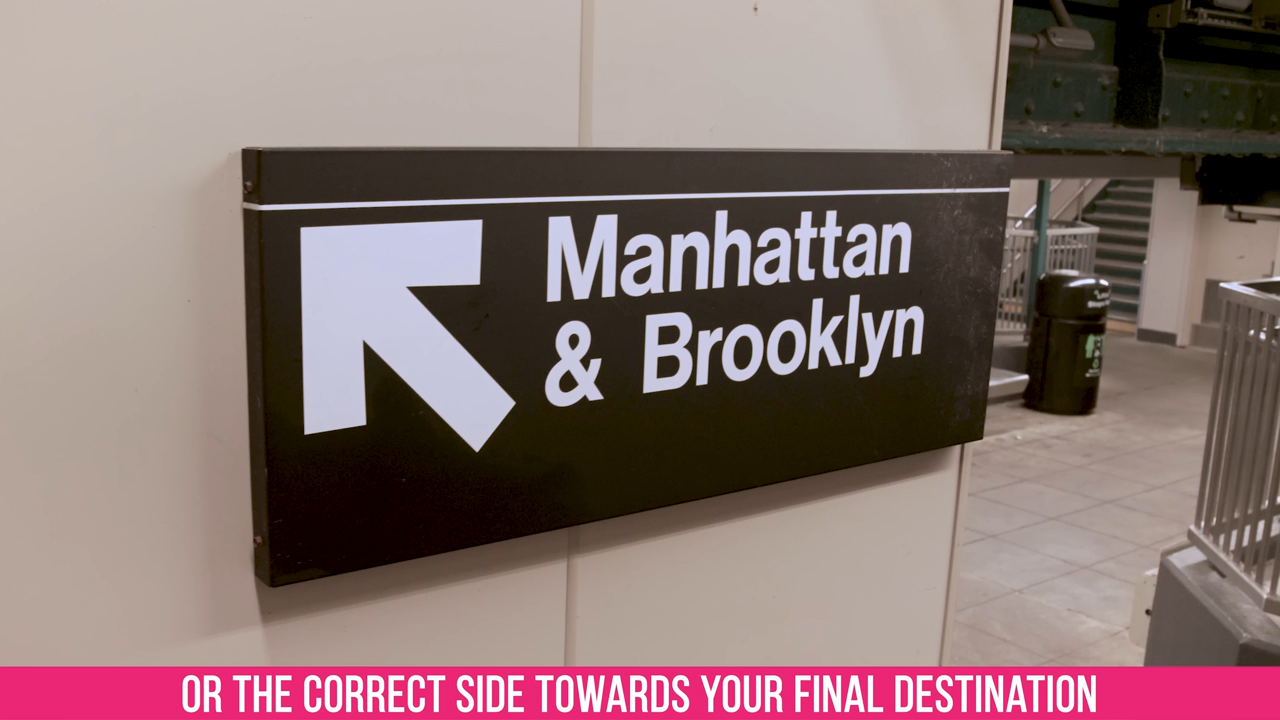 Manhattan
& Brooklyn
OR THE CORRECT SIDE TOWARDS YOUR FINAL DESTINATION